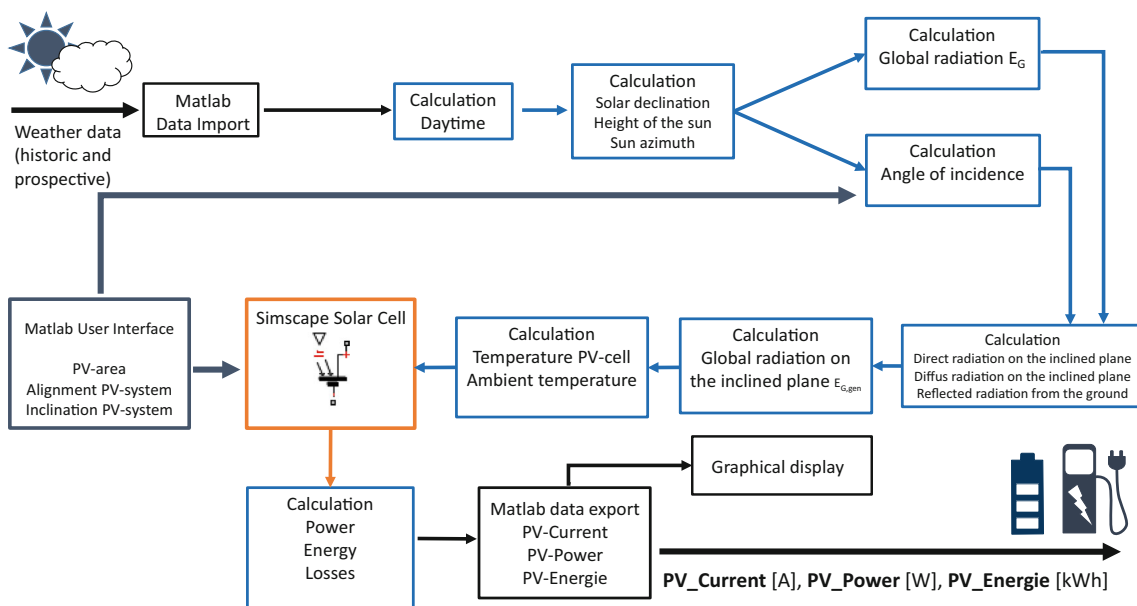 Weather data
(historic and
prospective)
Matlab
Data Import
Calculation
Daytime
Calculation
Solar declination
Height of the sun
Sun azimuth
Calculation
Global radiation E_G
Calculation
Angle of incidence
Matlab User Interface
PV-area
Alignment PV-system
Inclination PV-system
Simscape Solar Cell
Ir
Calculation
Temperature PV-cell
Ambient temperature
Calculation
Global radiation on
the inclined plane E_G,gen
Calculation
Direct radiation on the inclined plane
Diffus radiation on the inclined plane
Reflected radiation from the ground
Calculation
Power
Energy
Losses
Matlab data export
PV-Current
PV-Power
PV-Energie
Graphical display
PV_Current [A], PV_Power [W], PV_Energie [kWh]